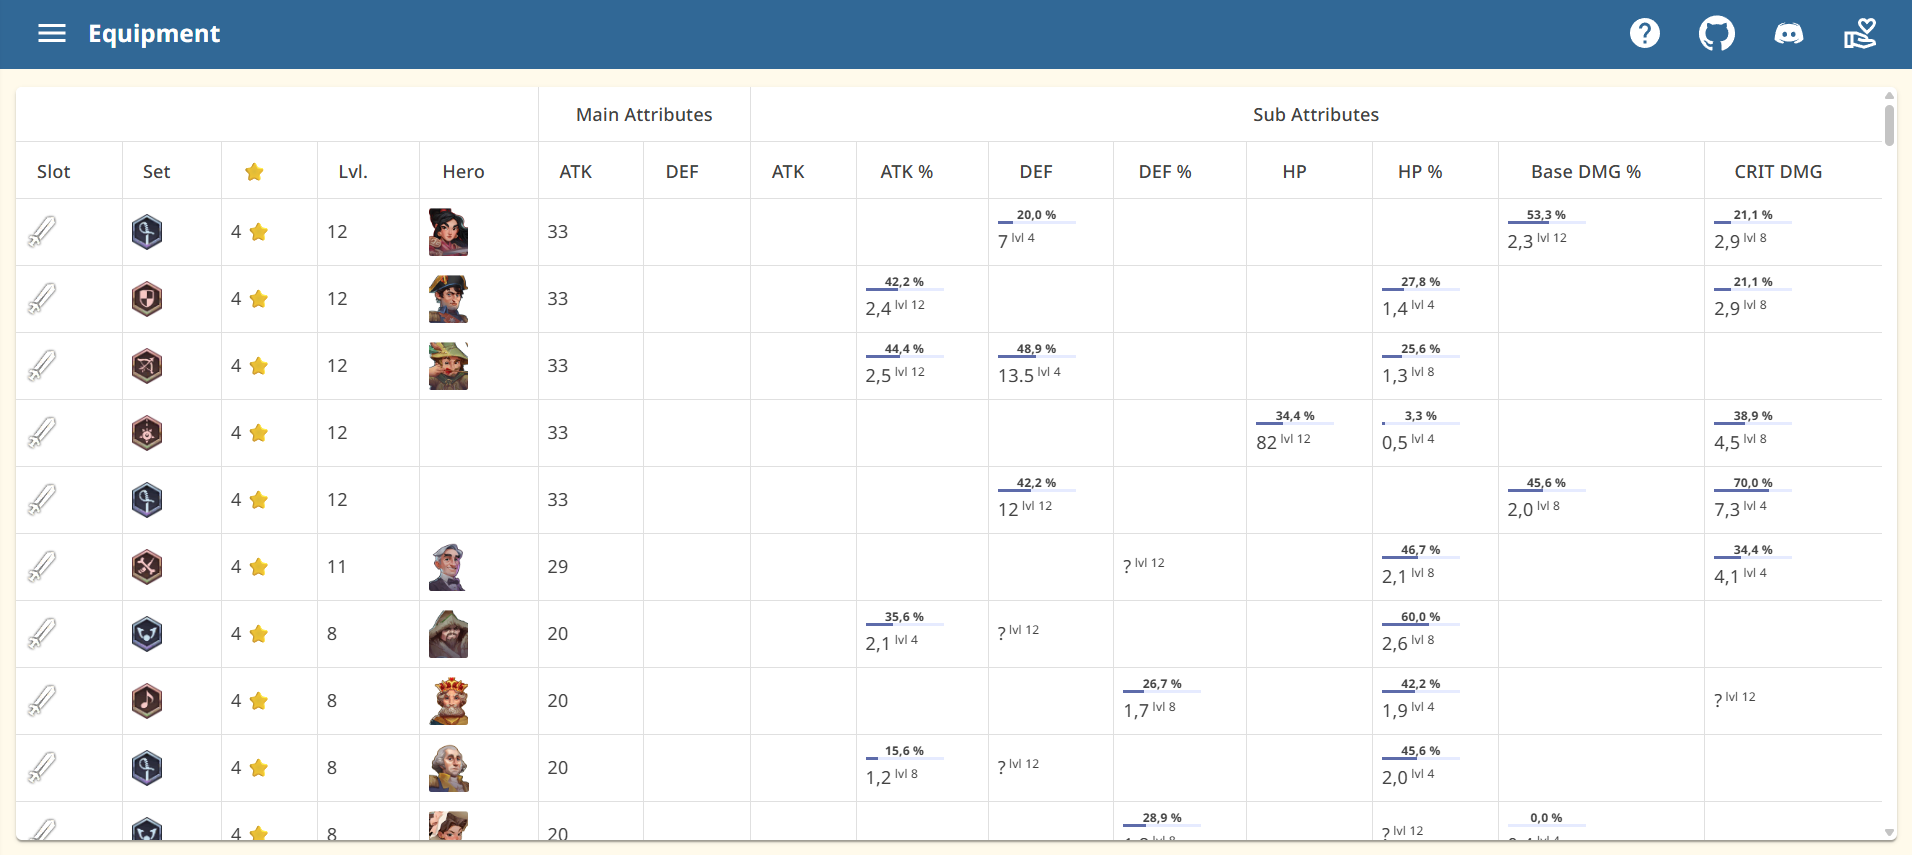 Equipment
Main Attributes Sub Attributes
Slot Set Lvl. Hero ATK DEF ATK ATK % DEF DEF % HP HP % Base DMG % CRIT DMG
20,0 % 53,3 % 21,1 %
4 12 33 7 lvl 4 2,3 lvl 12 2,9 lvl 8
42,2 % 27,8 % 21,1 %
4 12 33 2,4 lvl 12 1,4 lvl 4 2,9 lvl 8
44,4 % 48,9 % 25,6 %
4 12 33 2,5 lvl 12 13.5 lvl 4 1,3 lvl 8
34,4 % 3,3 % 38,9 %
4 12 33 82 lvl 12 0,5 lvl 4 4,5 lvl 8
42,2 % 45,6 % 70,0 %
4 12 33 12 lvl 12 2,0 lvl 8 7,3 lvl 4
46,7 % 34,4 %
4 11 29 ? lvl 12 2,1 lvl 8 4,1 lvl 4
35,6 % 60,0 %
4 8 20 2,1 lvl 4 ? lvl 12 2,6 lvl 8
26,7 % 42,2 %
4 8 20 1,7 lvl 8 1,9 lvl 4 ? lvl 12
15,6 % 45,6 %
4 8 20 1,2 lvl 8 ? lvl 12 2,0 lvl 4
28,9 % 0,0 %
4 8 20 ? lvl 12